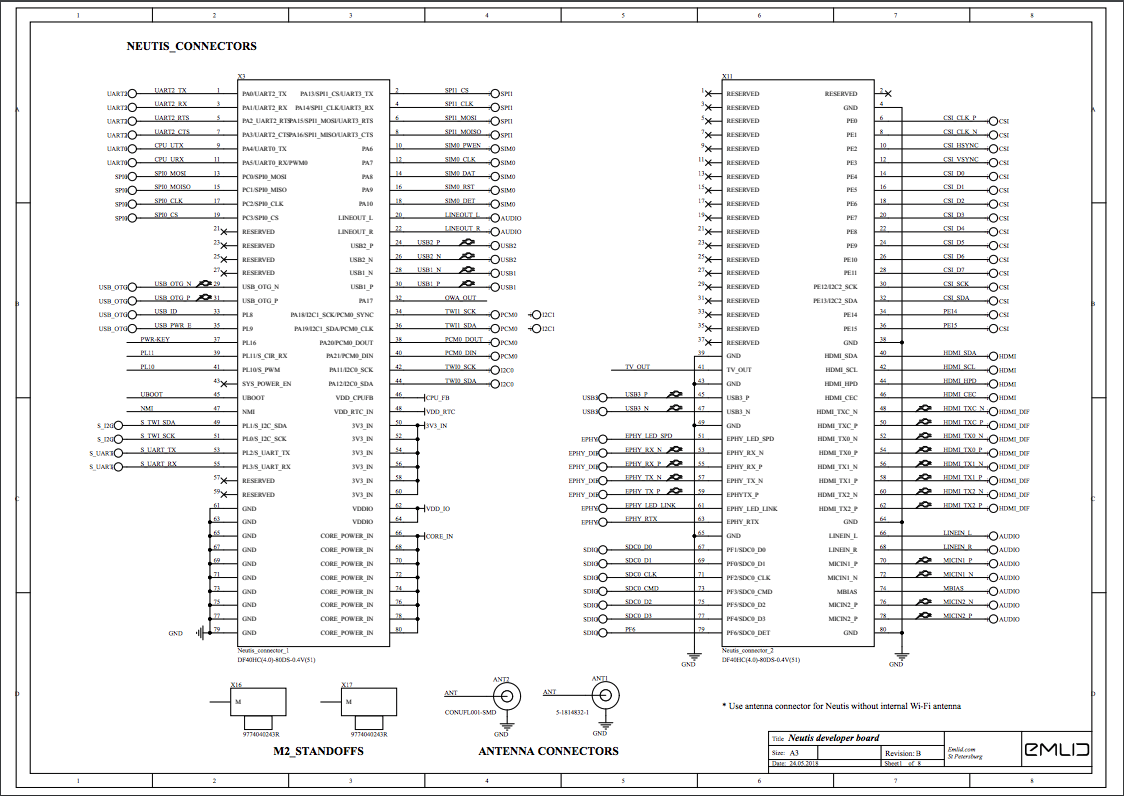 1 2 3 4 5 6 7 8
NEUTIS_CONNECTORS
X3
UART2 UART2_TX 1 PA0/UART2_TX PA13/SPI1_CS/UART3_TX 2 SPI1_CS SPI1
UART2 UART2_RX 3 PA1/UART2_RX PA14/SPI1_CLK/UART3_RX 4 SPI1_CLK SPI1
UART2 UART2_RTS 5 PA2_UART2_RTS PA15/SPI1_MOSI/UART3_RTS 6 SPI1_MOSI SPI1
UART2 UART2_CTS 7 PA3/UART2_CTS PA16/SPI1_MISO/UART3_CTS 8 SPI1_MOISO SPI1
UART0 CPU_UTX 9 PA4/UART0_TX PA6 10 SIM0_PWEN SIM0
UART0 CPU_URX 11 PA5/UART0_RX/PWM0 PA7 12 SIM0_CLK SIM0
SPI0 SPI0_MOSI 13 PC0/SPI0_MOSI PA8 14 SIM0_DAT SIM0
SPI0 SPI0_MOISO 15 PC1/SPI0_MISO PA9 16 SIM0_RST SIM0
SPI0 SPI0_CLK 17 PC2/SPI0_CLK PA10 18 SIM0_DET SIM0
SPI0 SPI0_CS 19 PC3/SPI0_CS LINEOUT_L 20 LINEOUT_L AUDIO
21 RESERVED LINEOUT_R 22 LINEOUT_R AUDIO
23 RESERVED USB2_P 24 USB2_P USB2
25 RESERVED USB2_N 26 USB2_N USB2
27 RESERVED USB1_N 28 USB1_N USB1
USB_OTG USB_OTG_N 29 USB_OTG_N USB1_P 30 USB1_P USB1
USB_OTG USB_OTG_P 31 USB_OTG_P PA17 32 OWA_OUT
USB_OTG USB_ID 33 PL8 PA18/I2C1_SCK/PCM0_SYNC 34 TWI1_SCK PCM0 I2C1
USB_OTG USB_PWR_E 35 PL9 PA19/I2C1_SDA/PCM0_CLK 36 TWI1_SDA PCM0 I2C1
PWR-KEY 37 PL16 PA20/PCM0_DOUT 38 PCM0_DOUT PCM0
PL11 39 PL11/S_CIR_RX PA21/PCM0_DIN 40 PCM0_DIN PCM0
PL10 41 PL10/S_PWM PA11/I2C0_SCK 42 TWI0_SCK I2C0
43 SYS_POWER_EN PA12/I2C0_SDA 44 TWI0_SDA I2C0
UBOOT 45 UBOOT VDD_CPUFB 46 CPU_FB
NMI 47 NMI VDD_RTC_IN 48 VDD_RTC
S_I2C S_TWI_SDA 49 PL1/S_I2C_SDA 3V3_IN 50 3V3_IN
S_I2C S_TWI_SCK 51 PL0/S_I2C_SCK 3V3_IN 52
S_UART S_UART_TX 53 PL2/S_UART_TX 3V3_IN 54
S_UART S_UART_RX 55 PL3/S_UART_RX 3V3_IN 56
57 RESERVED 3V3_IN 58
59 RESERVED 3V3_IN 60
61 GND VDDIO 62 VDD_IO
63 GND VDDIO 64
65 GND CORE_POWER_IN 66 CORE_IN
67 GND CORE_POWER_IN 68
69 GND CORE_POWER_IN 70
71 GND CORE_POWER_IN 72
73 GND CORE_POWER_IN 74
75 GND CORE_POWER_IN 76
77 GND CORE_POWER_IN 78
GND 79 GND CORE_POWER_IN 80
Neutis_connector_1
DF40HC(4.0)-80DS-0.4V(51)
X11
1 RESERVED RESERVED 2
3 RESERVED GND 4
5 RESERVED PE0 6 CSI_CLK_P CSI
7 RESERVED PE1 8 CSI_CLK_N CSI
9 RESERVED PE2 10 CSI_HSYNC CSI
11 RESERVED PE3 12 CSI_VSYNC CSI
13 RESERVED PE4 14 CSI_D0 CSI
15 RESERVED PE5 16 CSI_D1 CSI
17 RESERVED PE6 18 CSI_D2 CSI
19 RESERVED PE7 20 CSI_D3 CSI
21 RESERVED PE8 22 CSI_D4 CSI
23 RESERVED PE9 24 CSI_D5 CSI
25 RESERVED PE10 26 CSI_D6 CSI
27 RESERVED PE11 28 CSI_D7 CSI
29 RESERVED PE12/I2C2_SCK 30 CSI_SCK CSI
31 RESERVED PE13/I2C2_SDA 32 CSI_SDA CSI
33 RESERVED PE14 34 PE14 CSI
35 RESERVED PE15 36 PE15 CSI
37 RESERVED GND 38
39 GND HDMI_SDA 40 HDMI_SDA HDMI
TV_OUT 41 TV_OUT HDMI_SCL 42 HDMI_SCL HDMI
43 GND HDMI_HPD 44 HDMI_HPD HDMI
USB3 USB3_P 45 USB3_P HDMI_CEC 46 HDMI_CEC HDMI
USB3 USB3_N 47 USB3_N HDMI_TXC_N 48 HDMI_TXC_N HDMI_DIF
49 GND HDMI_TXC_P 50 HDMI_TXC_P HDMI_DIF
EPHY EPHY_LED_SPD 51 EPHY_LED_SPD HDMI_TX0_N 52 HDMI_TX0_N HDMI_DIF
EPHY_DIF EPHY_RX_N 53 EPHY_RX_N HDMI_TX0_P 54 HDMI_TX0_P HDMI_DIF
EPHY_DIF EPHY_RX_P 55 EPHY_RX_P HDMI_TX1_N 56 HDMI_TX1_N HDMI_DIF
EPHY_DIF EPHY_TX_N 57 EPHY_TX_N HDMI_TX1_P 58 HDMI_TX1_P HDMI_DIF
EPHY_DIF EPHY_TX_P 59 EPHYTX_P HDMI_TX2_N 60 HDMI_TX2_N HDMI_DIF
EPHY EPHY_LED_LINK 61 EPHY_LED_LINK HDMI_TX2_P 62 HDMI_TX2_P HDMI_DIF
EPHY EPHY_RTX 63 EPHY_RTX GND 64
65 GND LINEIN_L 66 LINEIN_L AUDIO
SDIO SDC0_D0 67 PF1/SDC0_D0 LINEIN_R 68 LINEIN_R AUDIO
SDIO SDC0_D1 69 PF0/SDC0_D1 MICIN1_P 70 MICIN1_P AUDIO
SDIO SDC0_CLK 71 PF2/SDC0_CLK MICIN1_N 72 MICIN1_N AUDIO
SDIO SDC0_CMD 73 PF3/SDC0_CMD MBIAS 74 MBIAS AUDIO
SDIO SDC0_D2 75 PF5/SDC0_D2 MICIN2_P 76 MICIN2_N AUDIO
SDIO SDC0_D3 77 PF4/SDC0_D3 MICIN2_P 78 MICIN2_P AUDIO
SDIO PF6 79 PF6/SDC0_DET GND 80
Neutis_connector_2
DF40HC(4.0)-80DS-0.4V(51)
GND GND
X16 M 9774040243R
X17 M 9774040243R
M2_STANDOFFS
ANT ANT2 CONUFL001-SMD GND
ANT ANT1 5-1814832-1 GND
ANTENNA CONNECTORS
* Use antenna connector for Neutis without internal Wi-Fi antenna
Title Neutis developer board
Size: A3 Revision: B
Date: 24.05.2018 Sheet1 of 8
Emlid.com
St Petersburg
EMLID
A B C D
A B C D
1 2 3 4 5 6 7 8